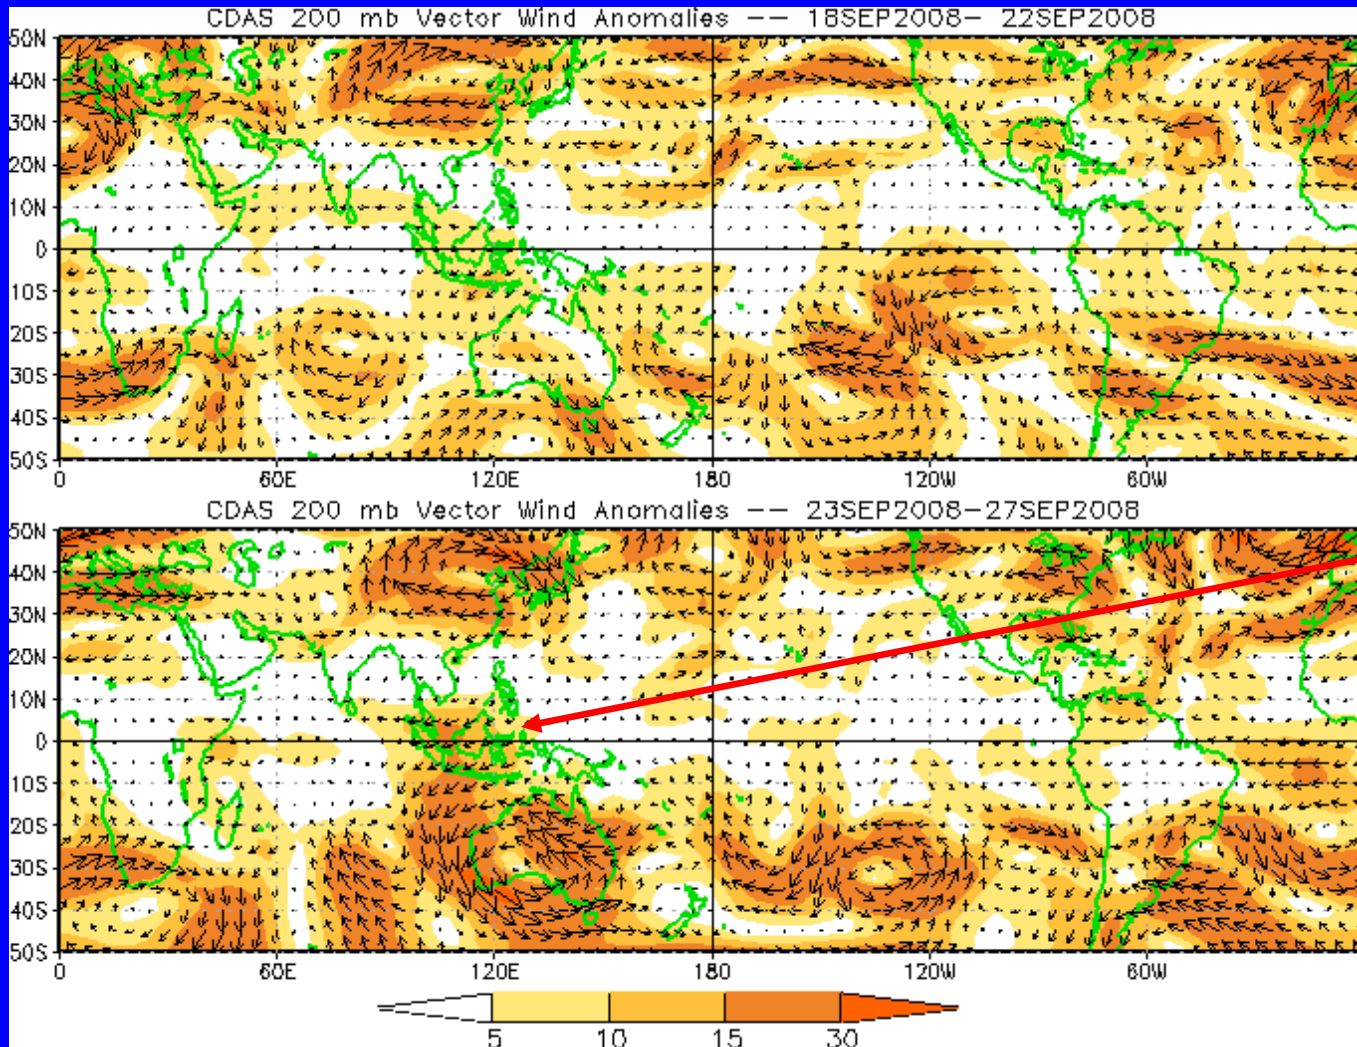 CDAS 200 mb Vector Wind Anomalies -- 18SEP2008- 22SEP2008
50N
40N
30N
20N
10N
0
10S
20S
30S
40S
50S
0 60E 120E 180 120W 60W
CDAS 200 mb Vector Wind Anomalies -- 23SEP2008-27SEP2008
50N
40N
30N
20N
10N
0
10S
20S
30S
40S
50S
0 60E 120E 180 120W 60W
5 10 15 30